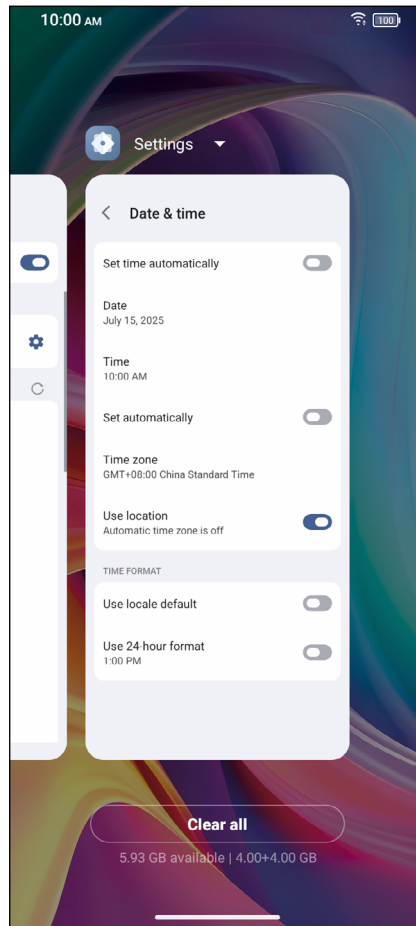 10:00 AM
100
Settings
Date & time
Set time automatically
Date
July 15, 2025
Time
10:00 AM
Set automatically
Time zone
GMT+08:00 China Standard Time
Use location
Automatic time zone is off
TIME FORMAT
Use locale default
Use 24-hour format
1:00 PM
Clear all
5.93 GB available | 4.00+4.00 GB